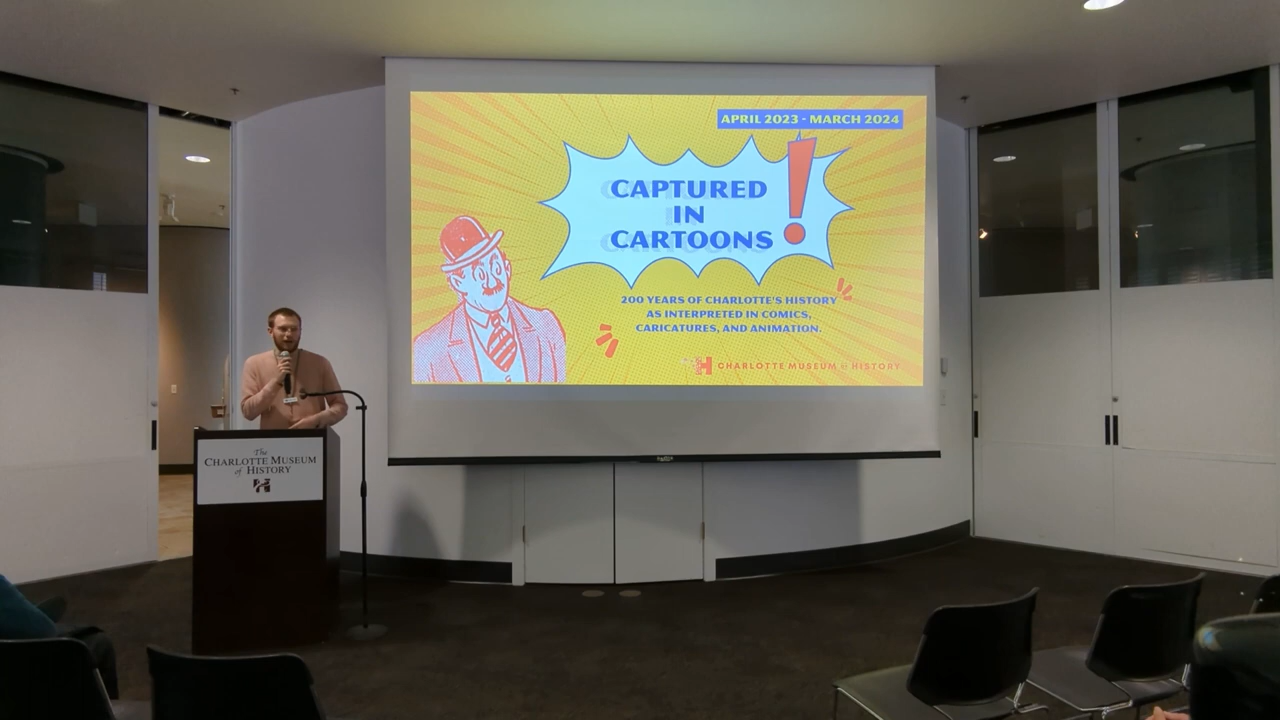 APRIL 2023 - MARCH 2024
CAPTURED
IN
CARTOONS
!
200 YEARS OF CHARLOTTE'S HISTORY
AS INTERPRETED IN COMICS,
CARICATURES, AND ANIMATION.
CHARLOTTE MUSEUM of HISTORY
The
CHARLOTTE MUSEUM
of HISTORY